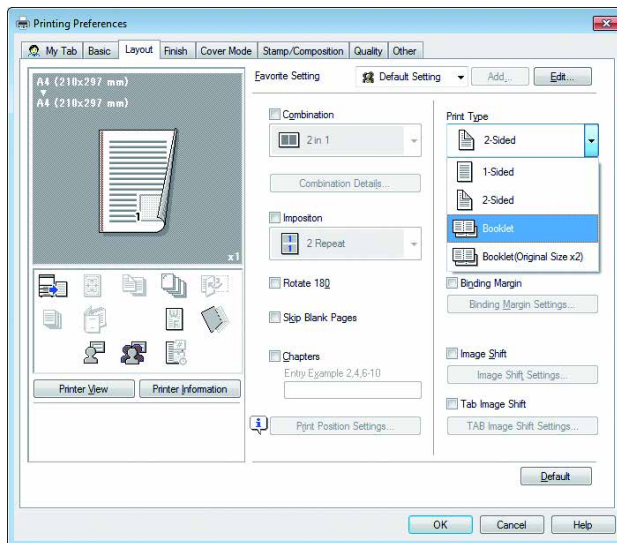 Printing Preferences
My Tab Basic Layout Finish Cover Mode Stamp/Composition Quality Other
A4 (210x297 mm)
A4 (210x297 mm)
1
x1
Printer View Printer Information
Favorite Setting Default Setting Add... Edit...
Combination
2 in 1
Combination Details...
Impositon
1
1
2 Repeat
Rotate 180
Skip Blank Pages
Chapters
Entry Example 2,4,6-10
Print Position Settings...
Print Type
2-Sided
1-Sided
2-Sided
Booklet
Booklet(Original Size x2)
Binding Margin
Binding Margin Settings...
Image Shift
Image Shift Settings...
Tab Image Shift
TAB Image Shift Settings...
Default
OK Cancel Help